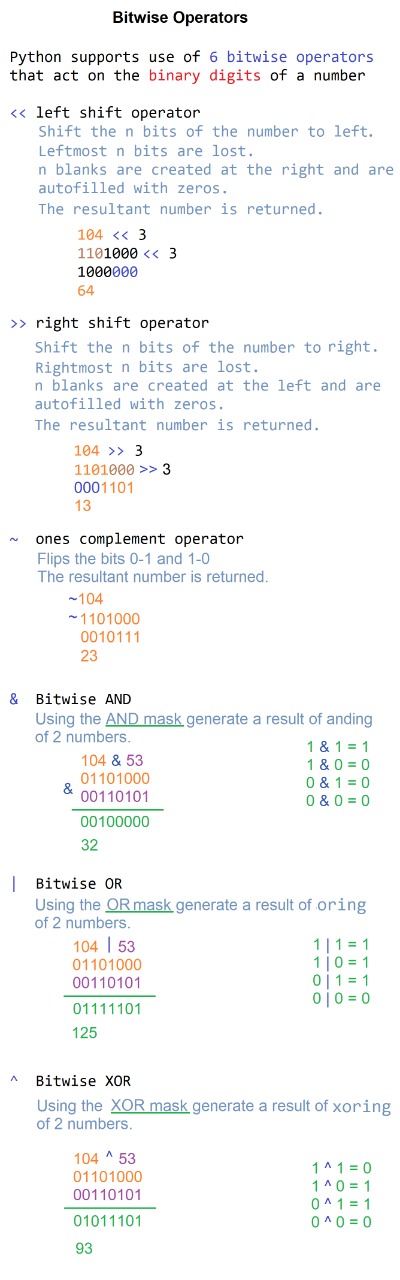 Bitwise Operators
Python supports use of 6 bitwise operators
that act on the binary digits of a number
<< left shift operator
Shift the n bits of the number to left.
Leftmost n bits are lost.
n blanks are created at the right and are
autofilled with zeros.
The resultant number is returned.
104 << 3
1101000 << 3
1000000
64
>> right shift operator
Shift the n bits of the number to right.
Rightmost n bits are lost.
n blanks are created at the left and are
autofilled with zeros.
The resultant number is returned.
104 >> 3
1101000 >> 3
0001101
13
~ ones complement operator
Flips the bits 0-1 and 1-0
The resultant number is returned.
~104
~1101000
0010111
23
& Bitwise AND
Using the AND mask generate a result of anding
of 2 numbers.
104 & 53
01101000
& 00110101
00100000
32
1 & 1 = 1
1 & 0 = 0
0 & 1 = 0
0 & 0 = 0
| Bitwise OR
Using the OR mask generate a result of oring
of 2 numbers.
104 | 53
01101000
00110101
01111101
125
1 | 1 = 1
1 | 0 = 1
0 | 1 = 1
0 | 0 = 0
^ Bitwise XOR
Using the XOR mask generate a result of xoring
of 2 numbers.
104 ^ 53
01101000
00110101
01011101
93
1 ^ 1 = 0
1 ^ 0 = 1
0 ^ 1 = 1
0 ^ 0 = 0